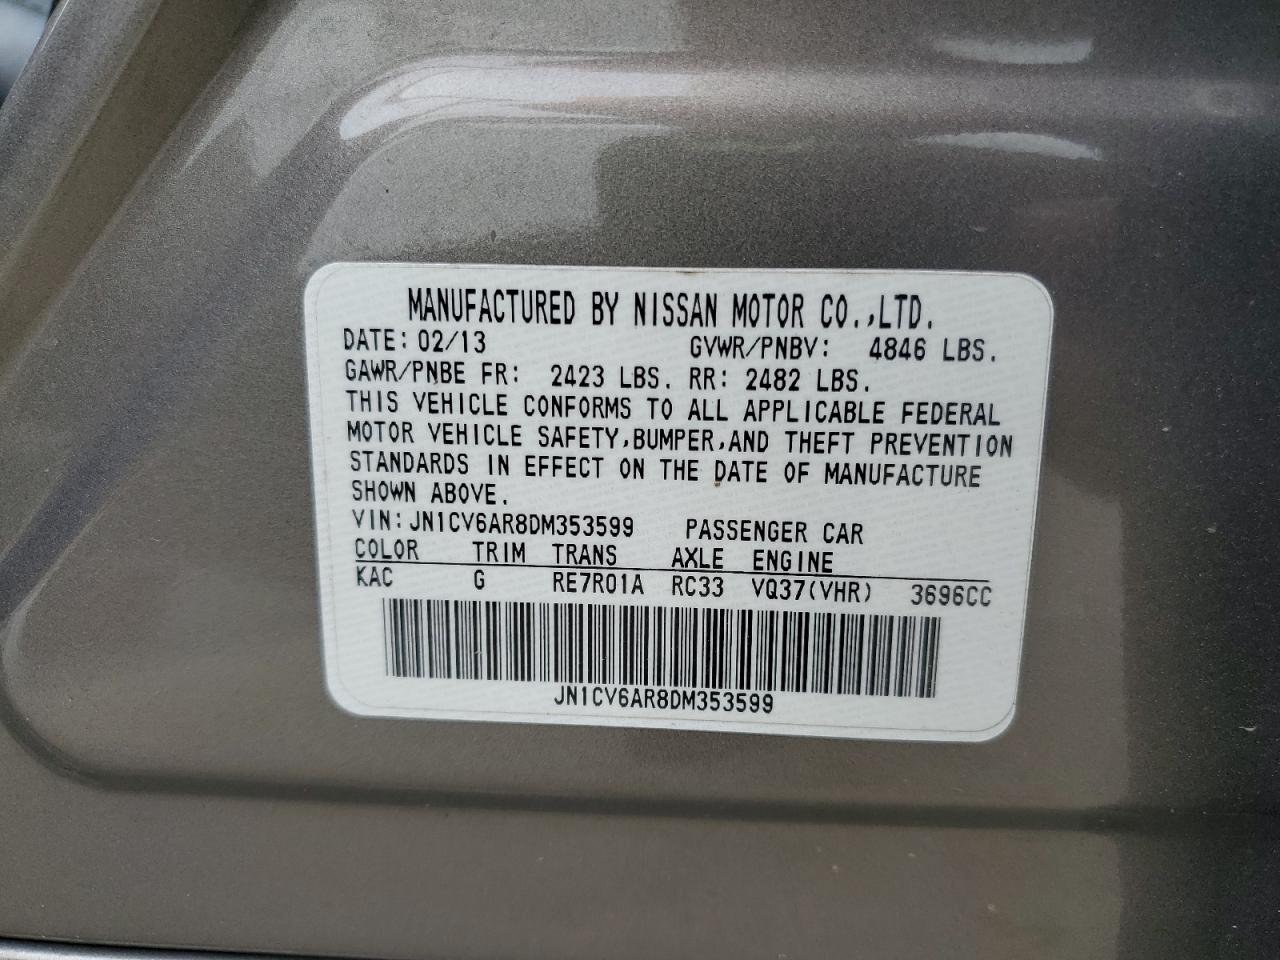 MANUFACTURED BY NISSAN MOTOR CO.,LTD.
DATE: 02/13 GVWR/PNBV: 4846 LBS.
GAWR/PNBE FR: 2423 LBS. RR: 2482 LBS.
THIS VEHICLE CONFORMS TO ALL APPLICABLE FEDERAL
MOTOR VEHICLE SAFETY,BUMPER,AND THEFT PREVENTION
STANDARDS IN EFFECT ON THE DATE OF MANUFACTURE
SHOWN ABOVE.
VIN: JN1CV6AR8DM353599 PASSENGER CAR
COLOR TRIM TRANS AXLE ENGINE
KAC G RE7R01A RC33 VQ37(VHR) 3696CC
JN1CV6AR8DM353599